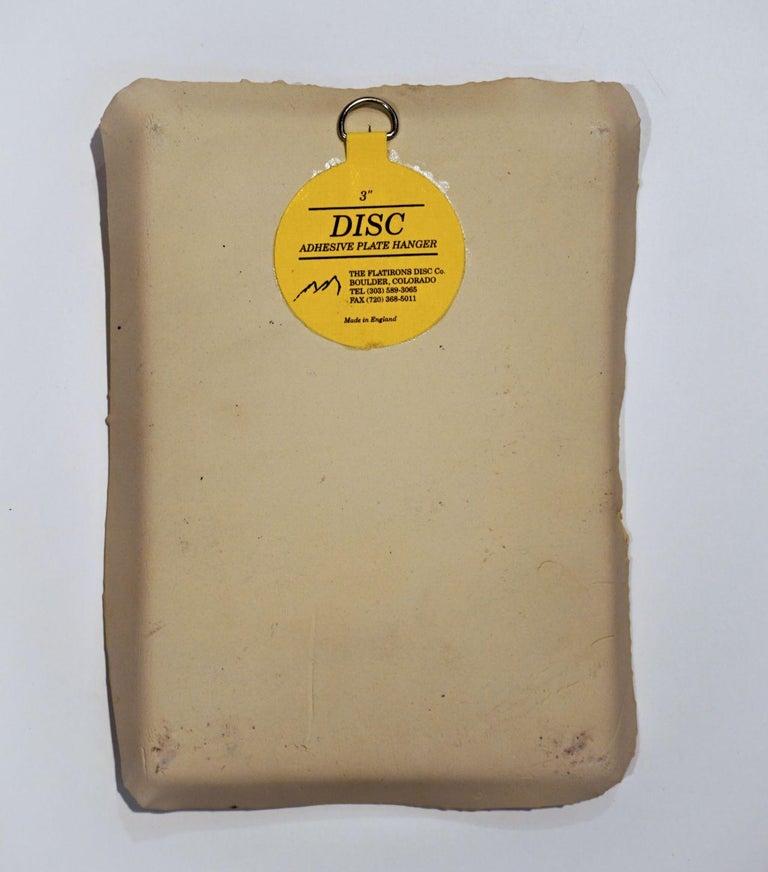 3"
DISC
ADHESIVE PLATE HANGER
THE FLATIRONS DISC Co.
BOULDER, COLORADO
TEL (303) 589-3065
FAX (720) 368-5011
Made in England